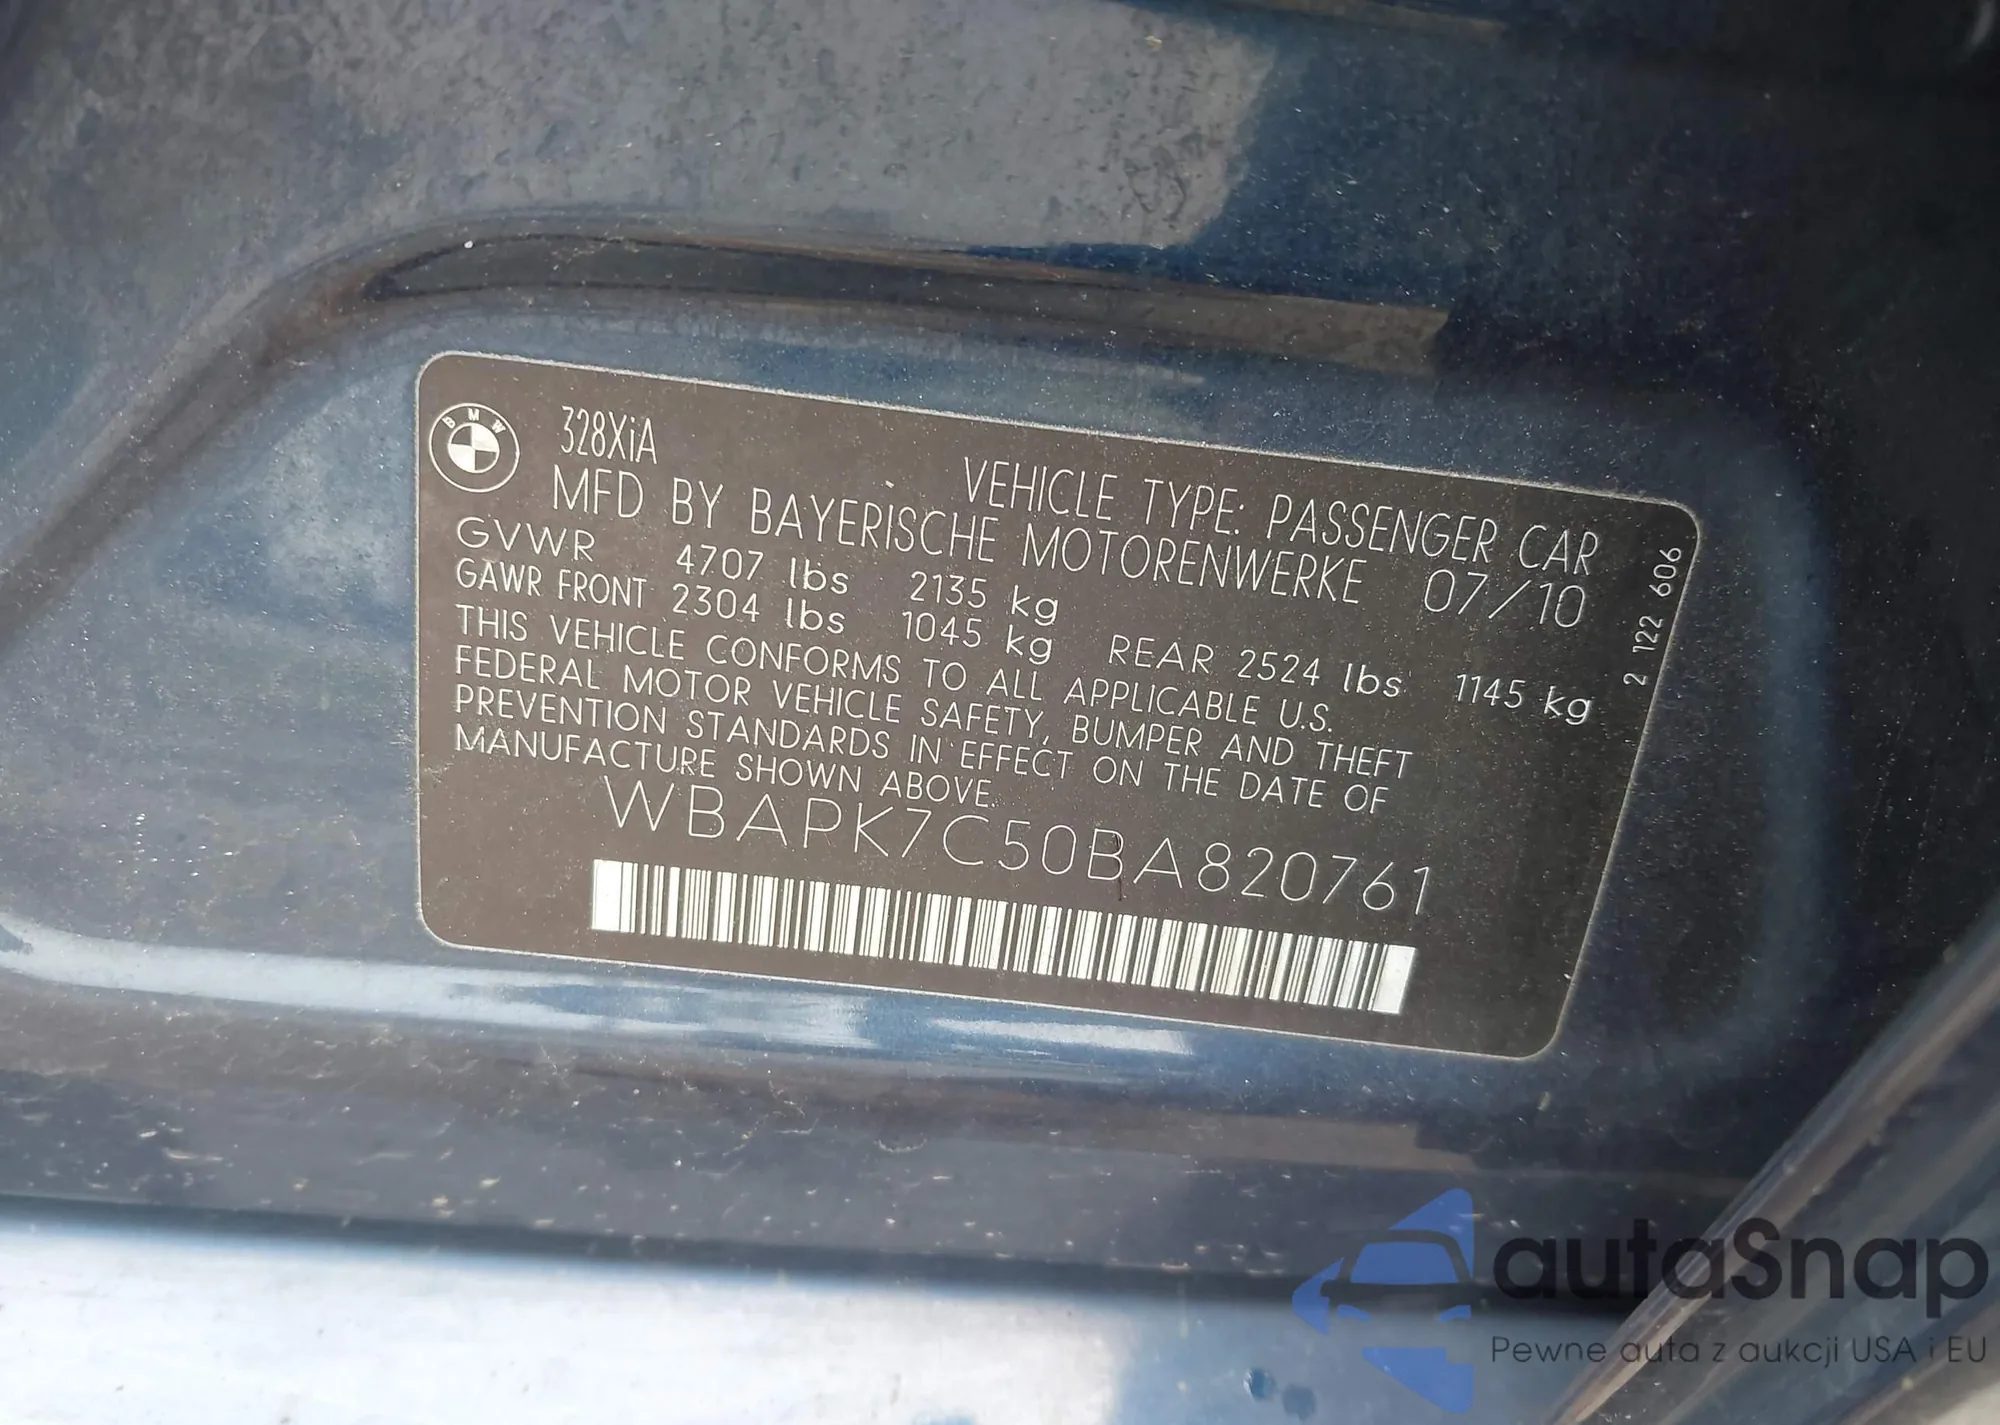 BMW
328XiA
VEHICLE TYPE: PASSENGER CAR
MFD BY BAYERISCHE MOTORENWERKE 07/10
GVWR 4707 lbs 2135 kg
GAWR FRONT 2304 lbs 1045 kg REAR 2524 lbs 1145 kg
THIS VEHICLE CONFORMS TO ALL APPLICABLE U.S.
FEDERAL MOTOR VEHICLE SAFETY, BUMPER AND THEFT
PREVENTION STANDARDS IN EFFECT ON THE DATE OF
MANUFACTURE SHOWN ABOVE.
WBAPK7C50BA820761
2 122 606
autaSnap
Pewne auta z aukcji USA i EU